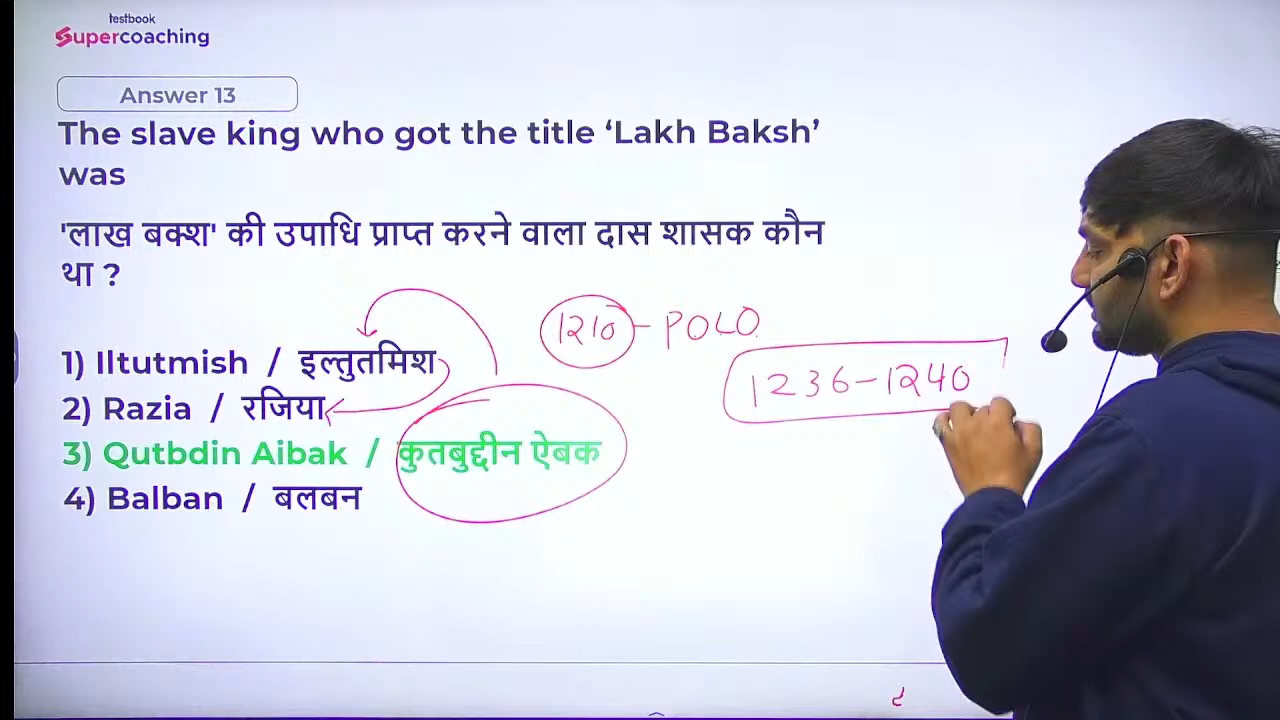 testbook
Supercoaching
Answer 13
The slave king who got the title ‘Lakh Baksh’
was
'लाख बक्श' की उपाधि प्राप्त करने वाला दास शासक कौन
था ?
1210 - POLO
1) Iltutmish / इल्तुतमिश
1236-1240
2) Razia / रजिया
3) Qutbdin Aibak / कुतबुद्दीन ऐबक
4) Balban / बलबन